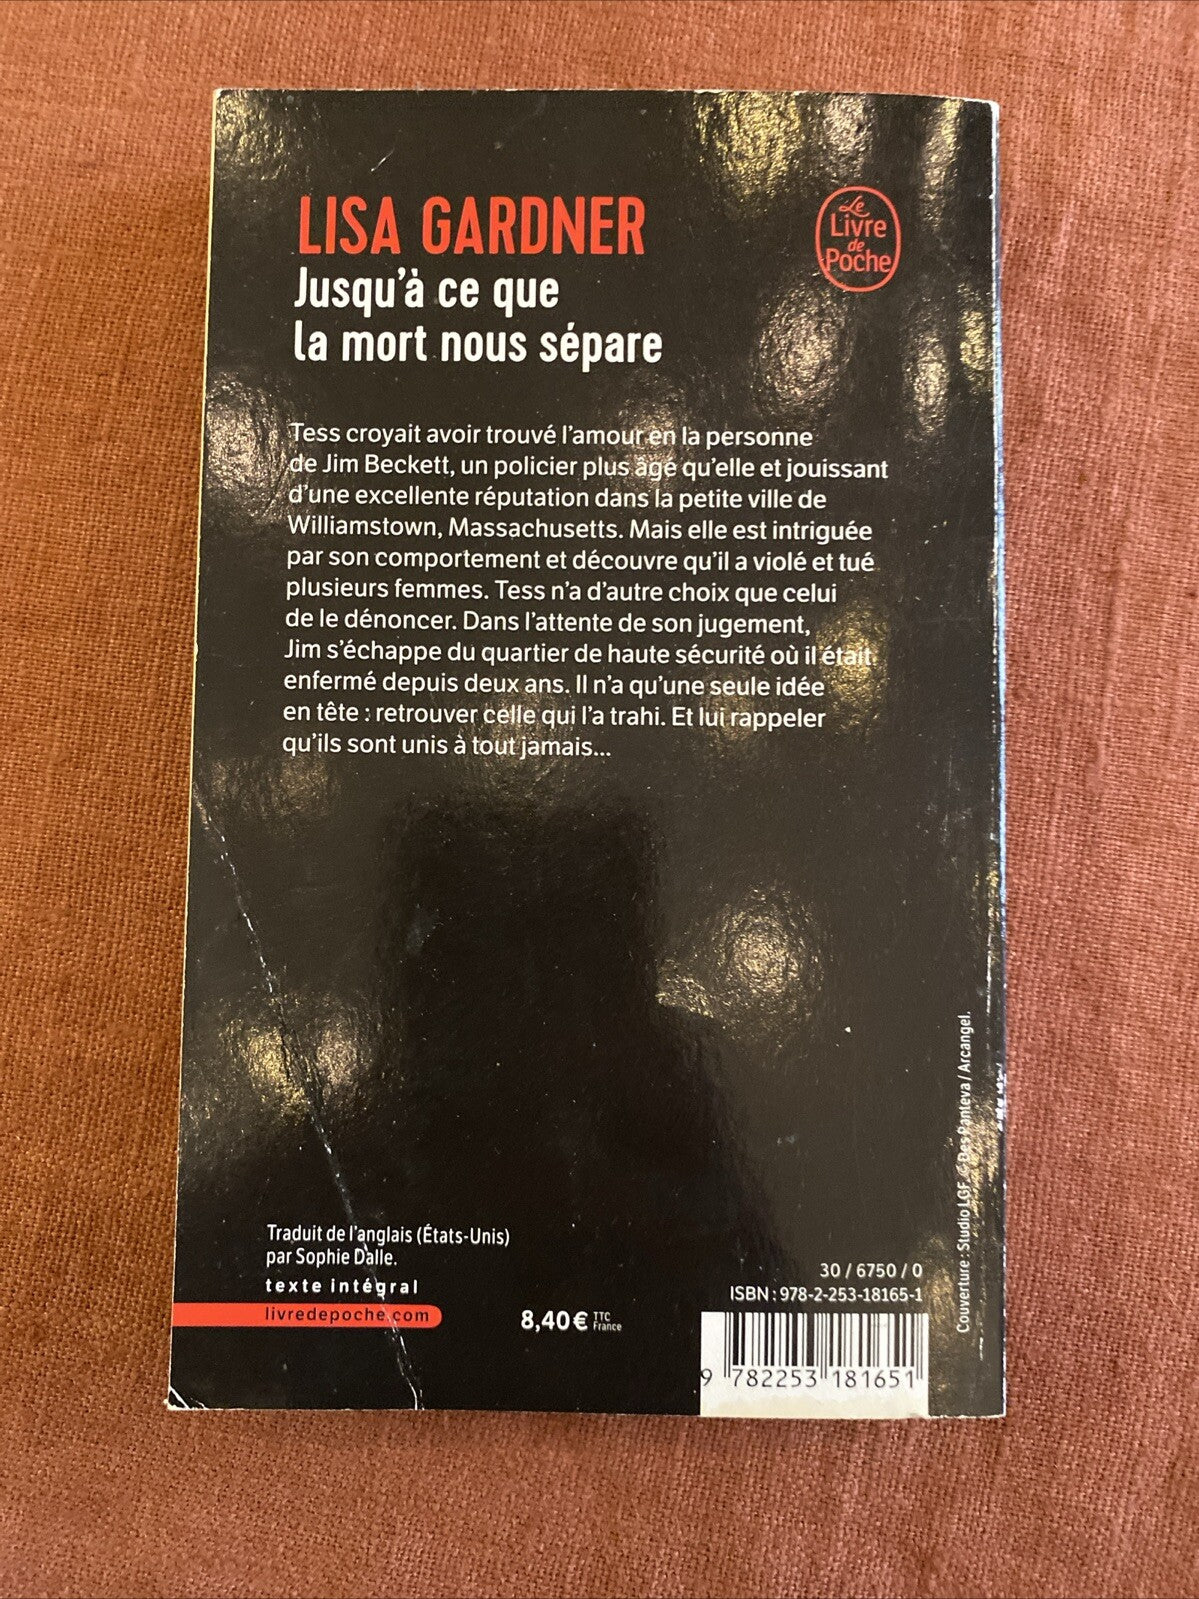 LISA GARDNER
Jusqu'à ce que
la mort nous sépare
Le
Livre
de
Poche
Tess croyait avoir trouvé l'amour en la personne
de Jim Beckett, un policier plus âgé qu'elle et jouissant
d'une excellente réputation dans la petite ville de
Williamstown, Massachusetts. Mais elle est intriguée
par son comportement et découvre qu'il a violé et tué
plusieurs femmes. Tess n'a d'autre choix que celui
de le dénoncer. Dans l'attente de son jugement,
Jim s'échappe du quartier de haute sécurité où il était
enfermé depuis deux ans. Il n'a qu'une seule idée
en tête : retrouver celle qui l'a trahi. Et lui rappeler
qu'ils sont unis à tout jamais...
Traduit de l'anglais (États-Unis)
par Sophie Dalle.
texte intégral
livredepoche.com
8,40 € TTC
France
30 / 6750 / 0
ISBN : 978-2-253-18165-1
9 782253 181651
Couverture : Studio LGF. © Des Panteva / Arcangel.